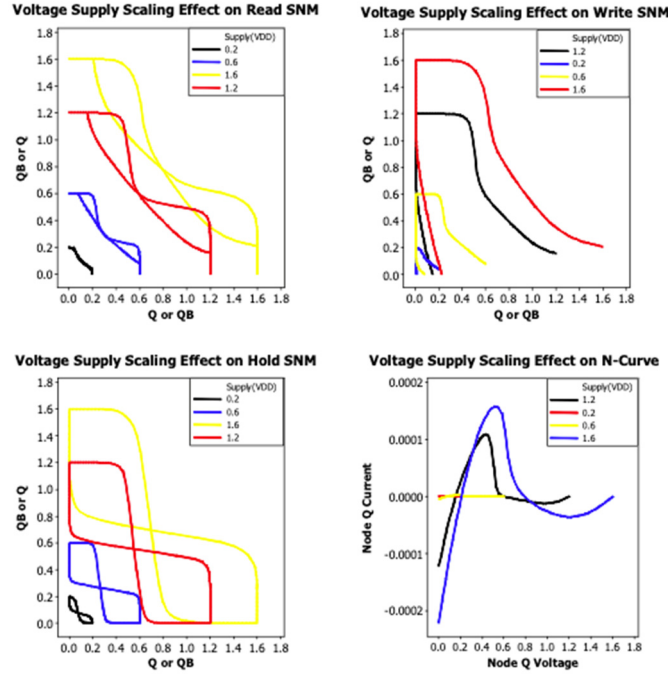 Voltage Supply Scaling Effect on Read SNM
Supply(VDD)
0.2
0.6
1.6
1.2
QB or Q
1.6
1.4
1.2
1.0
0.8
0.6
0.4
0.2
0.0
0.0 0.2 0.4 0.6 0.8 1.0 1.2 1.4 1.6 1.8
Q or QB
Voltage Supply Scaling Effect on Write SNM
Supply(VDD)
1.2
0.2
0.6
1.6
QB or Q
1.6
1.4
1.2
1.0
0.8
0.6
0.4
0.2
0.0
0.0 0.2 0.4 0.6 0.8 1.0 1.2 1.4 1.6 1.8
Q or QB
Voltage Supply Scaling Effect on Hold SNM
Supply(VDD)
0.2
0.6
1.6
1.2
QB or Q
1.8
1.6
1.4
1.2
1.0
0.8
0.6
0.4
0.2
0.0
0.0 0.2 0.4 0.6 0.8 1.0 1.2 1.4 1.6 1.8
Q or QB
Voltage Supply Scaling Effect on N-Curve
Supply(VDD)
1.2
0.2
0.6
1.6
Node Q Current
0.0002
0.0001
0.0000
-0.0001
-0.0002
0.0 0.2 0.4 0.6 0.8 1.0 1.2 1.4 1.6 1.8
Node Q Voltage